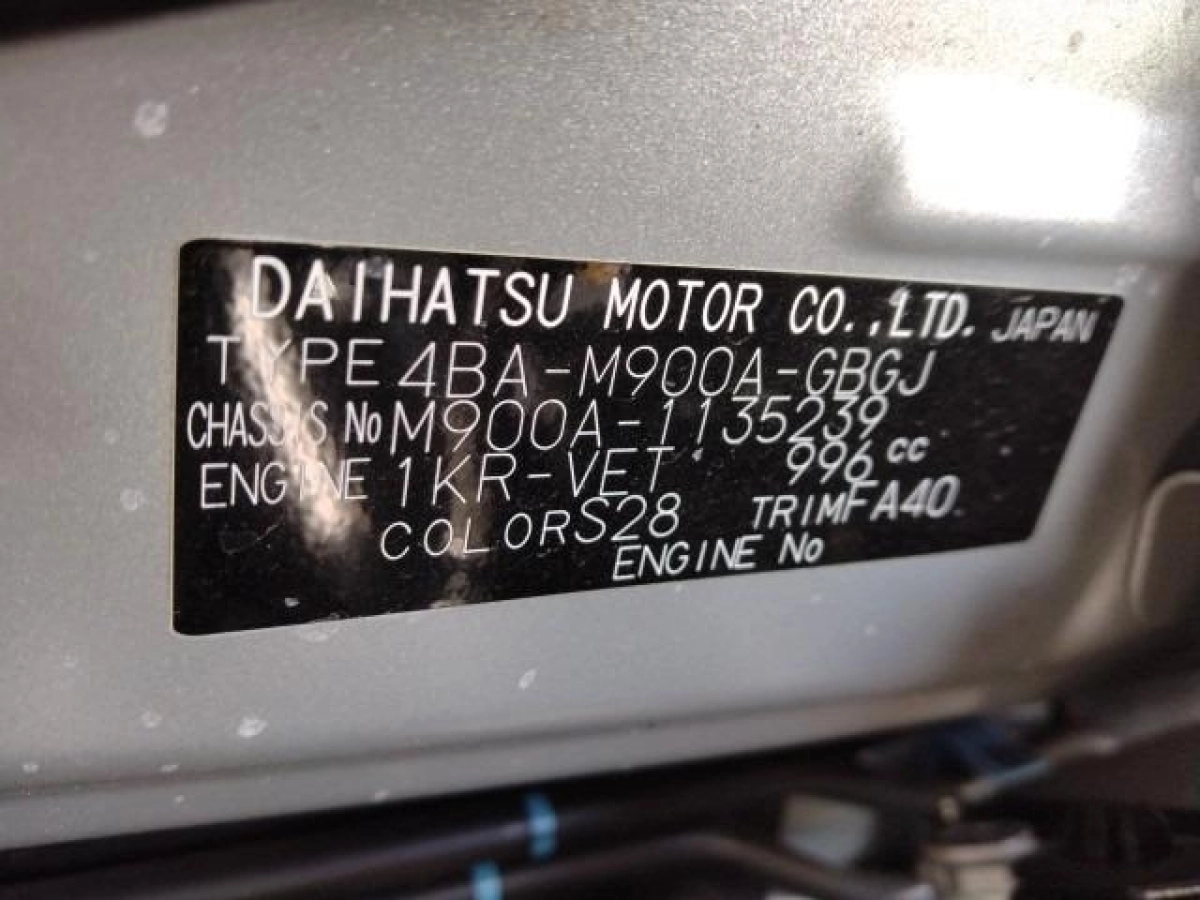 DAIHATSU MOTOR CO.,LTD. JAPAN
TYPE 4BA-M900A-GBGJ
CHASSIS No M900A-1135239
ENGINE 1KR-VET 996 cc
COLOR S28 TRIM FA40
ENGINE No